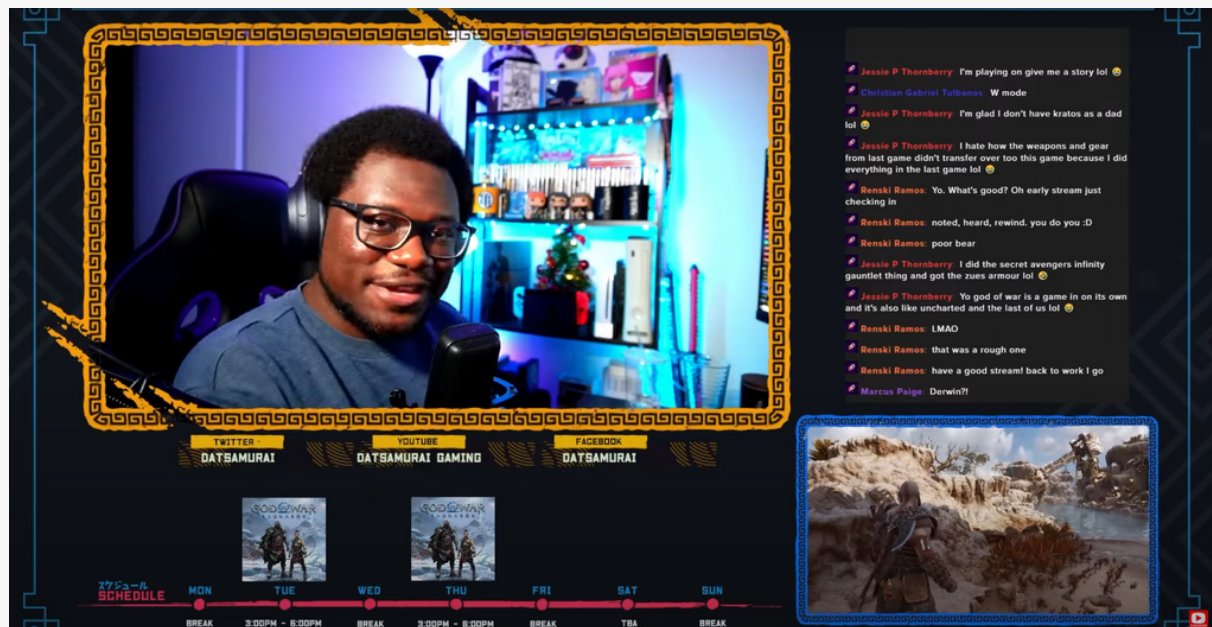 Jessie P Thornberry: I'm playing on give me a story lol 😂
Christian Gabriel Tulbanos: W mode
Jessie P Thornberry: I'm glad I don't have kratos as a dad
lol 😂
Jessie P Thornberry: I hate how the weapons and gear
from last game didn't transfer over too this game because I did
everything in the last game lol 😂
Renski Ramos: Yo. What's good? Oh early stream just
checking in
Renski Ramos: noted, heard, rewind. you do you :D
Renski Ramos: poor bear
Jessie P Thornberry: I did the secret avengers infinity
gauntlet thing and got the zues armour lol 🤣
Jessie P Thornberry: Yo god of war is a game in on its own
and it's also like uncharted and the last of us lol 😂
Renski Ramos: LMAO
Renski Ramos: that was a rough one
Renski Ramos: have a good stream! back to work I go
Marcus Paige: Derwin?!
TWITTER - YOUTUBE FACEBOOK
DATSAMURAI DATSAMURAI GAMING DATSAMURAI
GOD OF WAR GOD OF WAR
RAGNARÖK RAGNARÖK
スケジュール
SCHEDULE MON TUE WED THU FRI SAT SUN
BREAK 3:00PM - 6:00PM BREAK 3:00PM - 6:00PM BREAK TBA BREAK